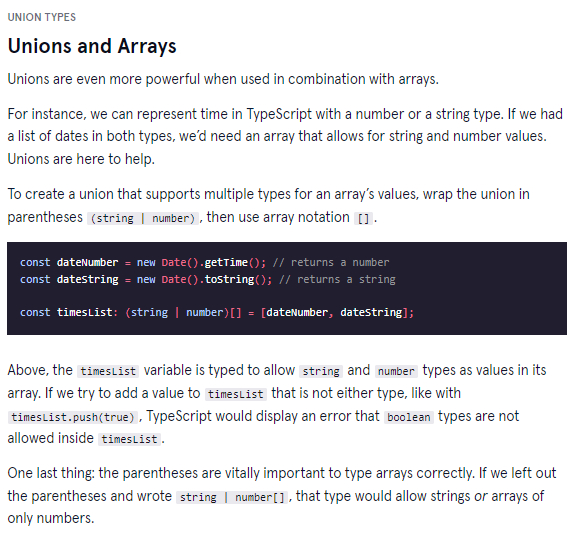 UNION TYPES
Unions and Arrays
Unions are even more powerful when used in combination with arrays.
For instance, we can represent time in TypeScript with a number or a string type. If we had
a list of dates in both types, we’d need an array that allows for string and number values.
Unions are here to help.
To create a union that supports multiple types for an array’s values, wrap the union in
parentheses (string | number), then use array notation [].
const dateNumber = new Date().getTime(); // returns a number
const dateString = new Date().toString(); // returns a string
const timesList: (string | number)[] = [dateNumber, dateString];
Above, the timesList variable is typed to allow string and number types as values in its
array. If we try to add a value to timesList that is not either type, like with
timesList.push(true), TypeScript would display an error that boolean types are not
allowed inside timesList.
One last thing: the parentheses are vitally important to type arrays correctly. If we left out
the parentheses and wrote string | number[], that type would allow strings or arrays of
only numbers.